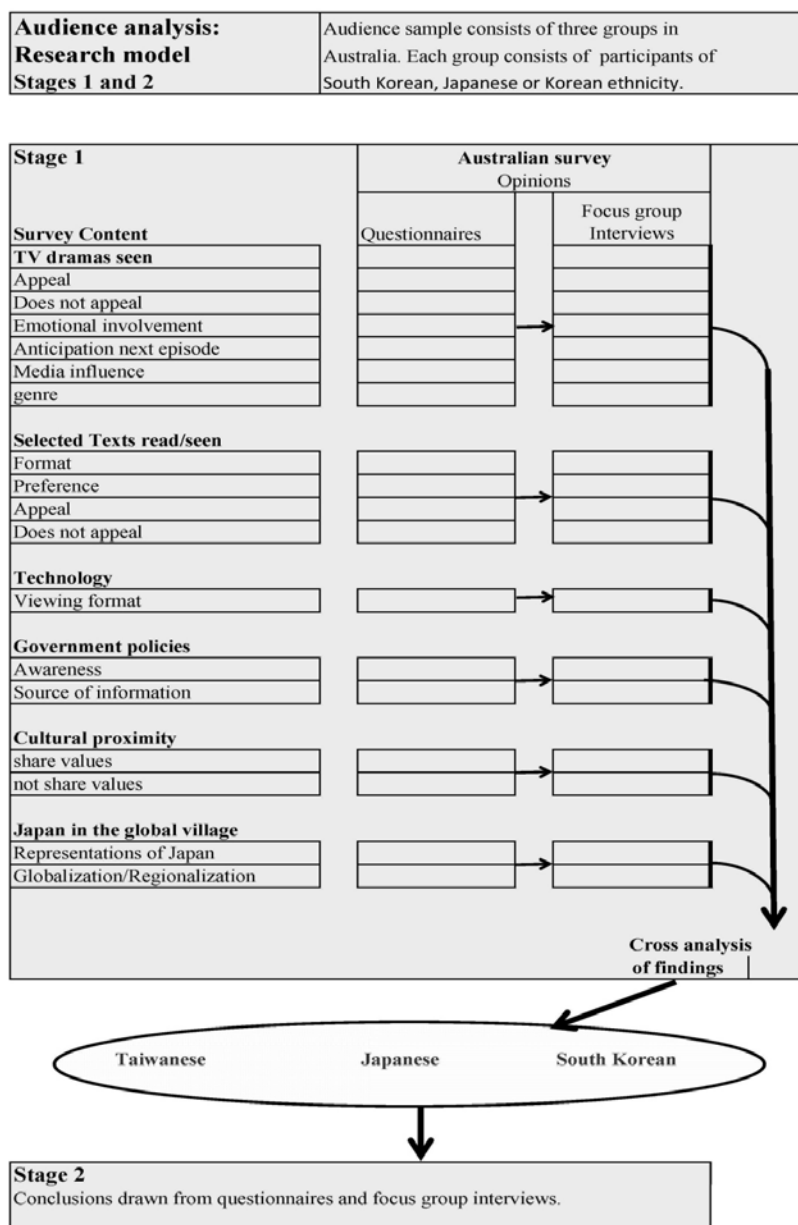 Audience analysis:
Research model
Stages 1 and 2
Audience sample consists of three groups in
Australia. Each group consists of participants of
South Korean, Japanese or Korean ethnicity.
Stage 1
Australian survey
Opinions
Survey Content
Questionnaires
Focus group
Interviews
TV dramas seen
Appeal
Does not appeal
Emotional involvement
Anticipation next episode
Media influence
genre
Selected Texts read/seen
Format
Preference
Appeal
Does not appeal
Technology
Viewing format
Government policies
Awareness
Source of information
Cultural proximity
share values
not share values
Japan in the global village
Representations of Japan
Globalization/Regionalization
Cross analysis
of findings
Taiwanese Japanese South Korean
Stage 2
Conclusions drawn from questionnaires and focus group interviews.